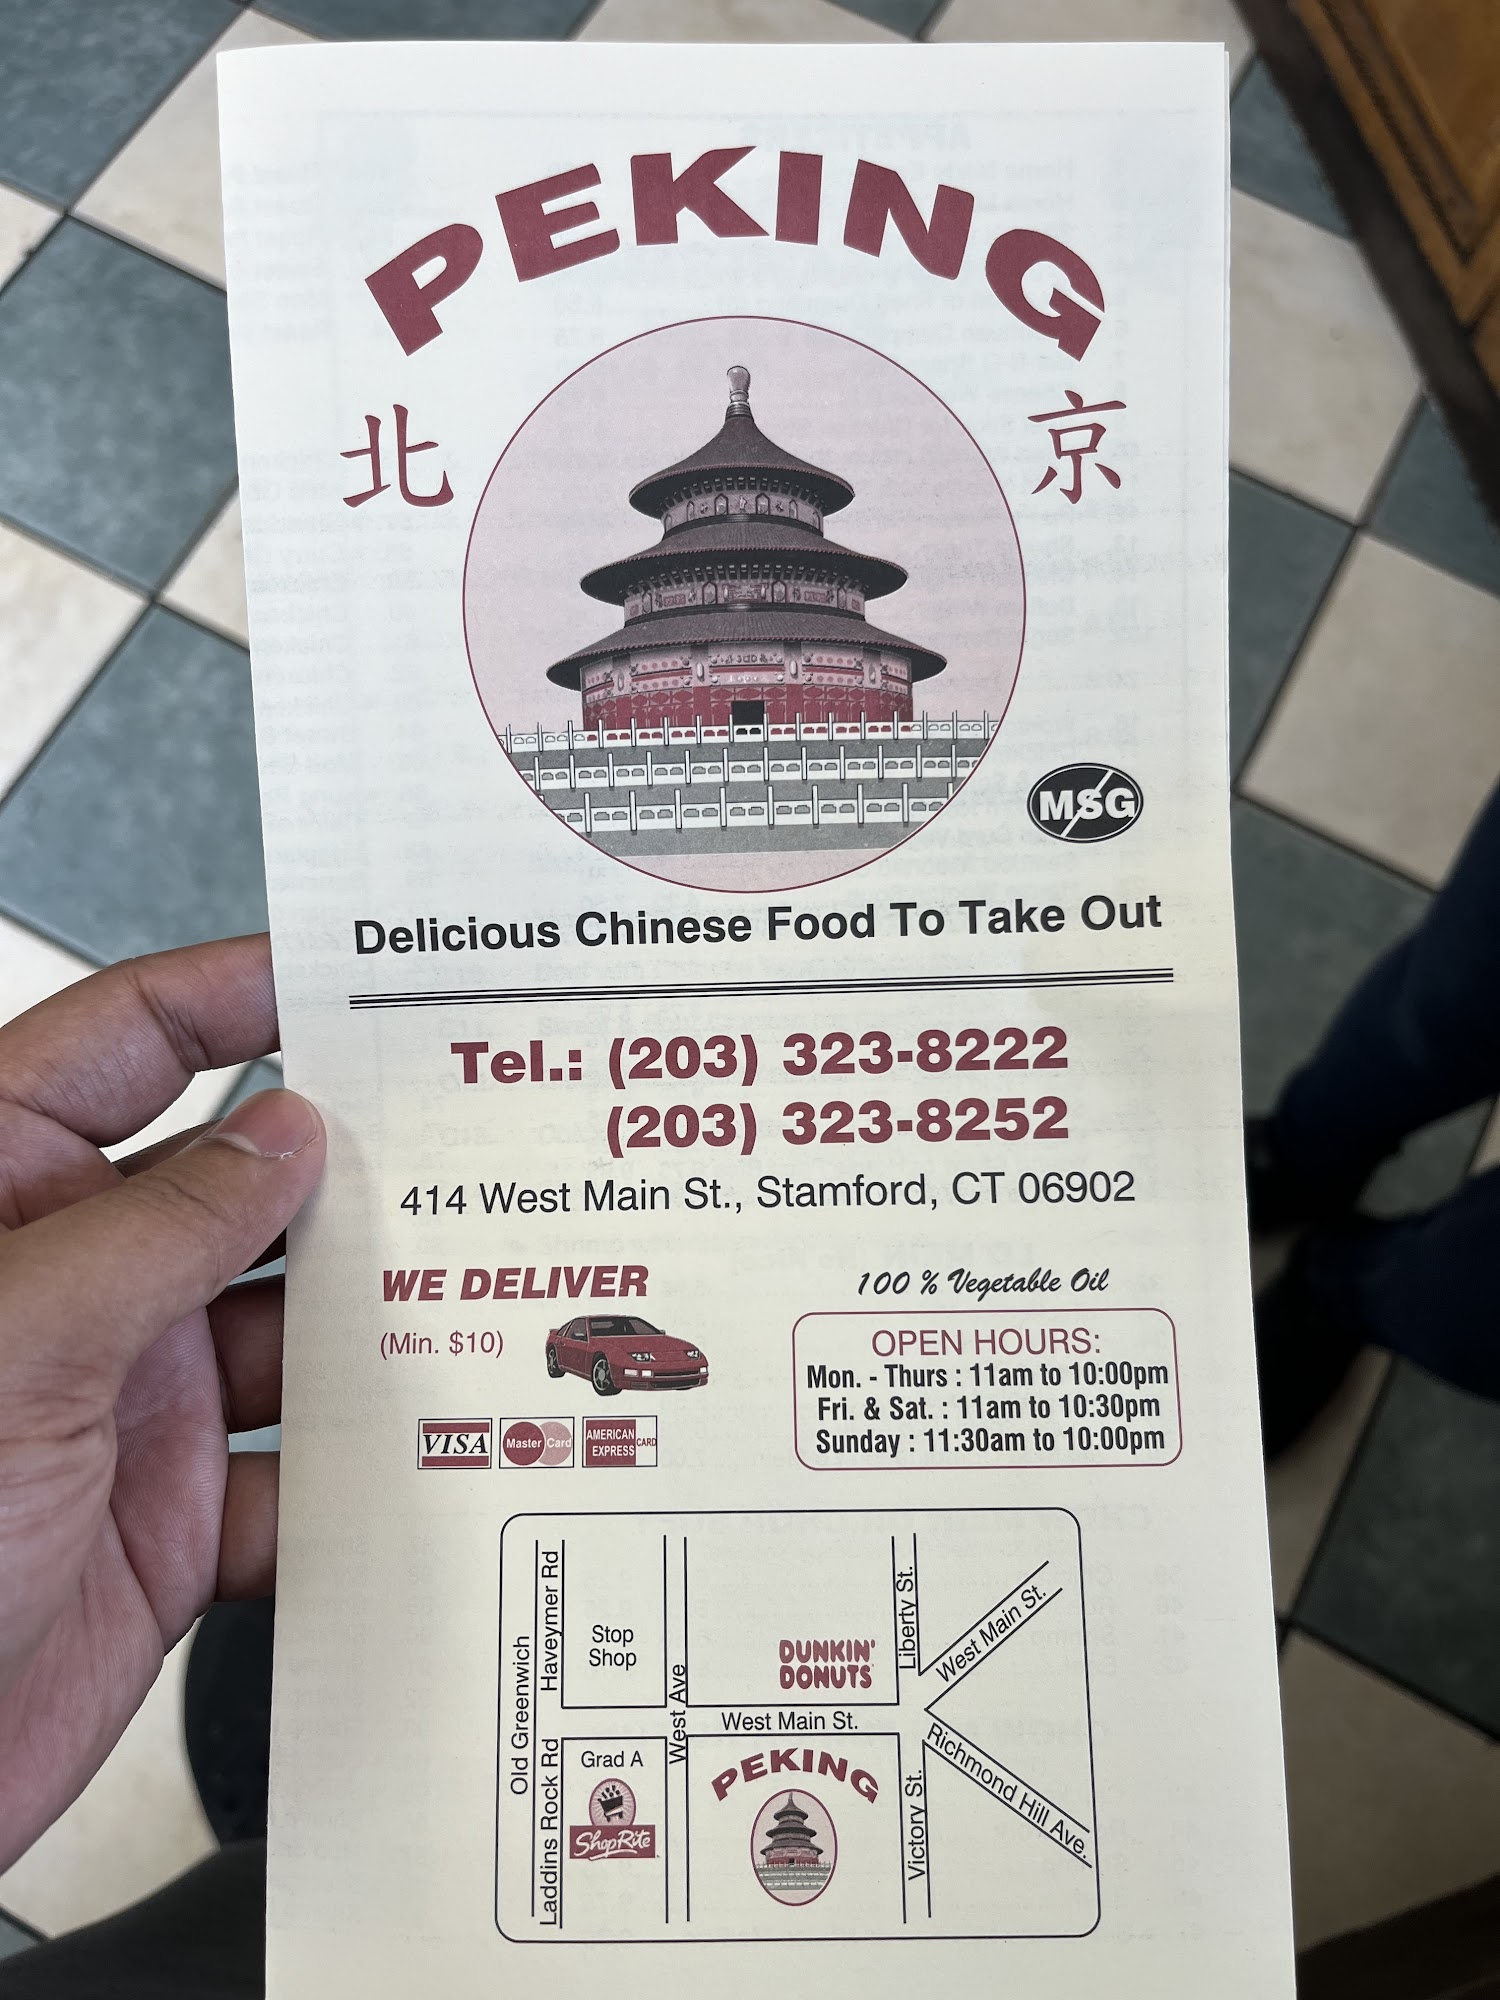 PEKING
北 京
MSG
Delicious Chinese Food To Take Out
Tel.: (203) 323-8222
(203) 323-8252
414 West Main St., Stamford, CT 06902
WE DELIVER
(Min. $10)
VISA MasterCard AMERICAN EXPRESS CARD
100 % Vegetable Oil
OPEN HOURS:
Mon. - Thurs : 11am to 10:00pm
Fri. & Sat. : 11am to 10:30pm
Sunday : 11:30am to 10:00pm
Old Greenwich
Haveymer Rd
Laddins Rock Rd
Stop
Shop
West Ave
DUNKIN'
DONUTS
Liberty St.
West Main St.
West Main St.
Richmond Hill Ave.
Victory St.
Grad A
ShopRite
PEKING